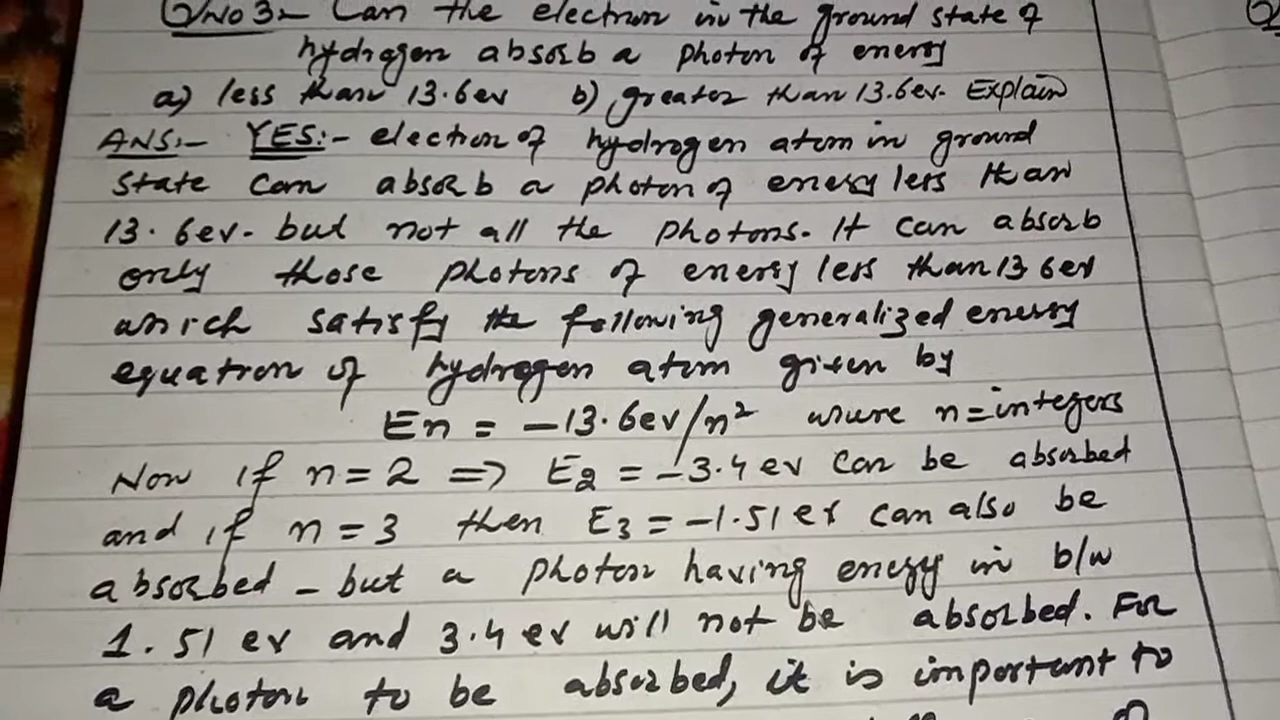 Q No 3:- Can the electron in the ground state of
hydrogen absorb a photon of energy
a) less than 13.6ev b) greater than 13.6ev. Explain
ANS:- YES:- electron of hydrogen atom in ground
state can absorb a photon of energy less than
13.6ev. but not all the photons. It can absorb
only those photons of energy less than 13 6ev
which satisfy the following generalized energy
equation of hydrogen atom given by
En = -13.6ev/n² where n=integers
Now if n=2 => E₂ = -3.4 ev can be absorbed
and if n=3 then E₃ = -1.51 ev can also be
absorbed - but a photon having energy in b/w
1.51 ev and 3.4 ev will not be absorbed. For
a photon to be absorbed, it is important to